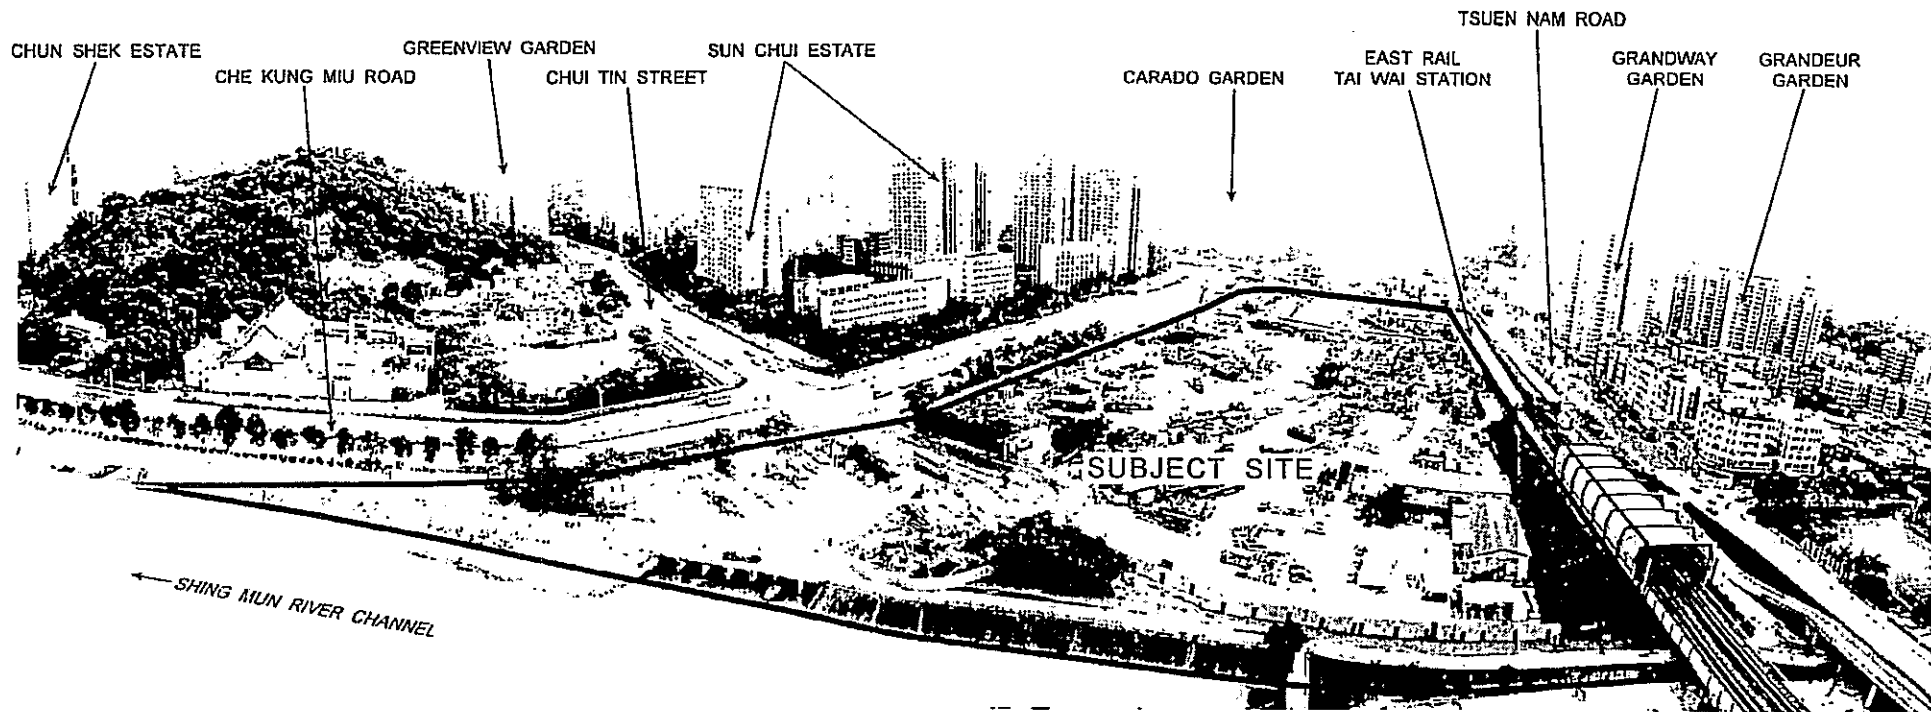 TSUEN NAM ROAD
CHUN SHEK ESTATE
GREENVIEW GARDEN
SUN CHUI ESTATE
EAST RAIL
TAI WAI STATION
GRANDWAY
GARDEN
GRANDEUR
GARDEN
CHE KUNG MIU ROAD
CHUI TIN STREET
CARADO GARDEN
SUBJECT SITE
SHING MUN RIVER CHANNEL